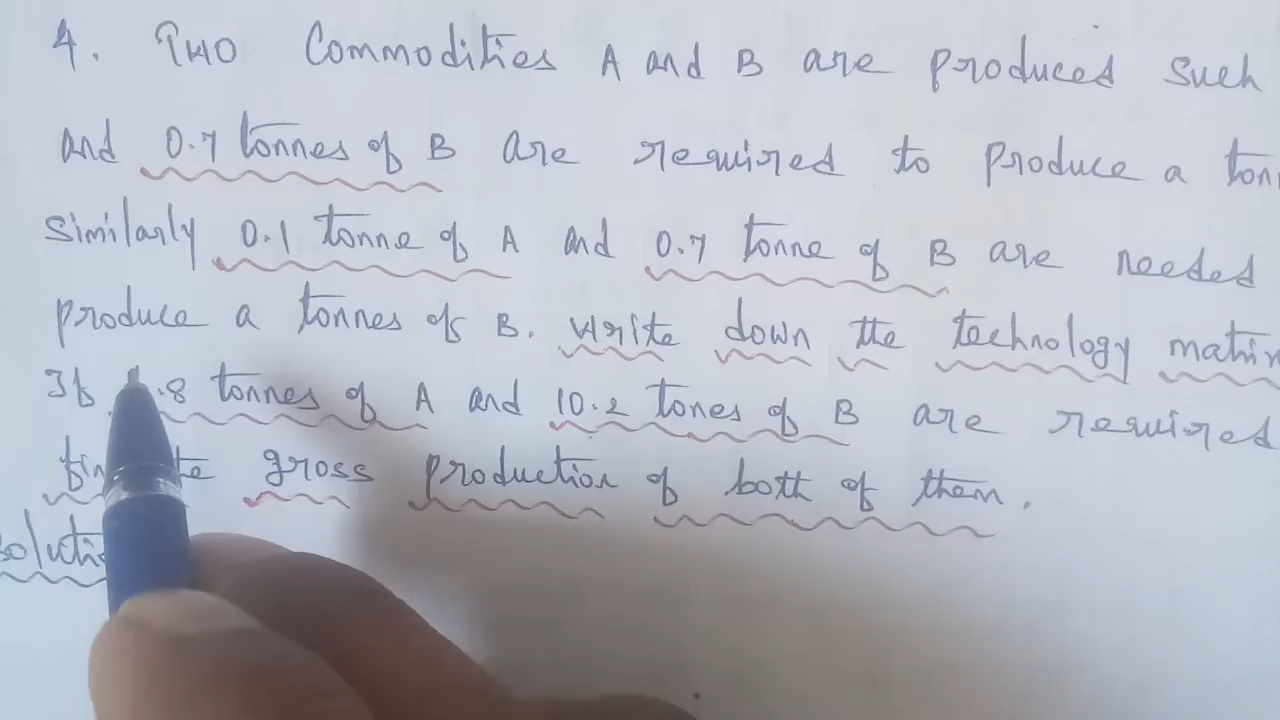 4. Two Commodities A and B are produced such
and 0.7 tonnes of B are required to produce a
Similarly 0.1 tonne of A and 0.7 tonne of B are needed
produce a tonnes of B. Write down the technology
If .8 tonnes of A and 10.2 tones of B are required
gross production of both of them.